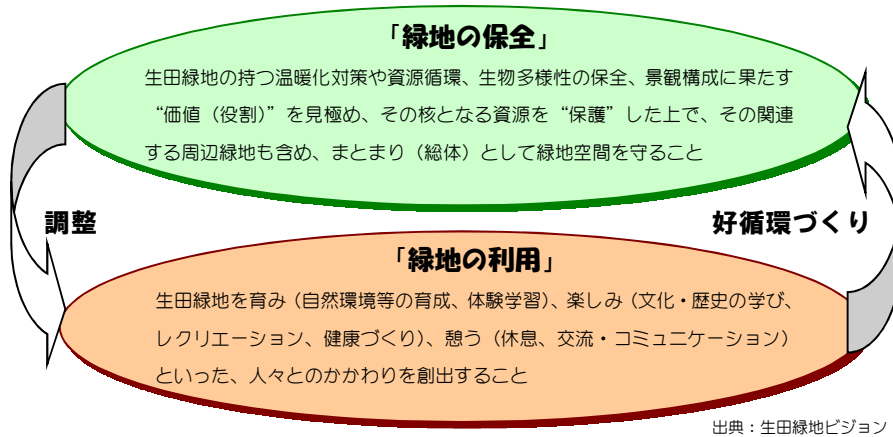 「緑地の保全」
生田緑地の持つ温暖化対策や資源循環、生物多様性の保全、景観構成に果たす
“価値（役割）”を見極め、その核となる資源を“保護”した上で、その関連
する周辺緑地も含め、まとまり（総体）として緑地空間を守ること
調整
好循環づくり
「緑地の利用」
生田緑地を育み（自然環境等の育成、体験学習）、楽しみ（文化・歴史の学び、
レクリエーション、健康づくり）、憩う（休息、交流・コミュニケーション）
といった、人々とのかかわりを創出すること
出典：生田緑地ビジョン